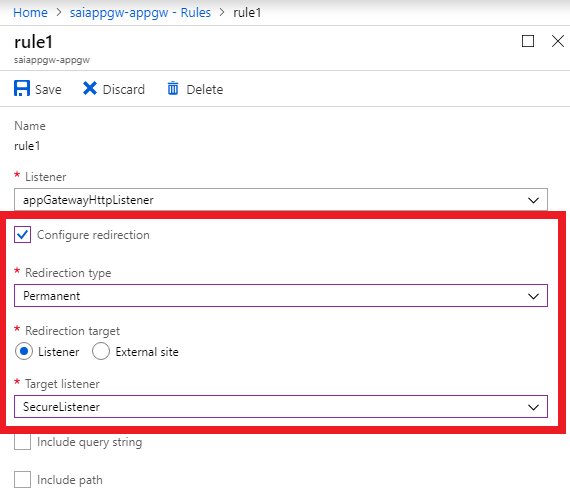 Home > saiappgw-appgw - Rules > rule1
rule1
saiappgw-appgw
Save Discard Delete
Name
rule1
* Listener
appGatewayHttpListener
Configure redirection
* Redirection type
Permanent
* Redirection target
Listener External site
* Target listener
SecureListener
Include query string
Include path